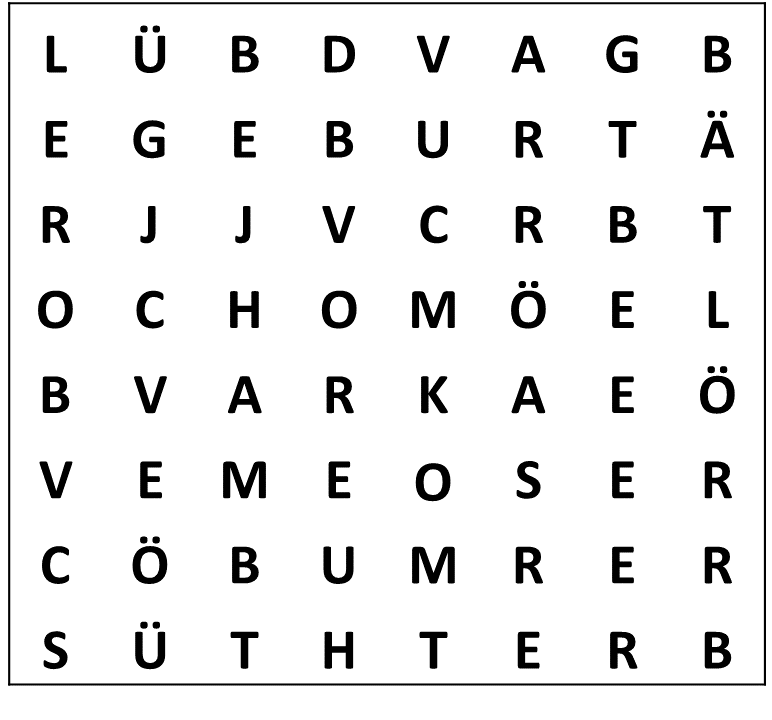 L Ü B D V A G B
E G E B U R T Ä
R J J V C R B T
O C H O M Ö E L
B V A R K A E Ö
V E M E O S E R
C Ö B U M R E R
S Ü T H T E R B